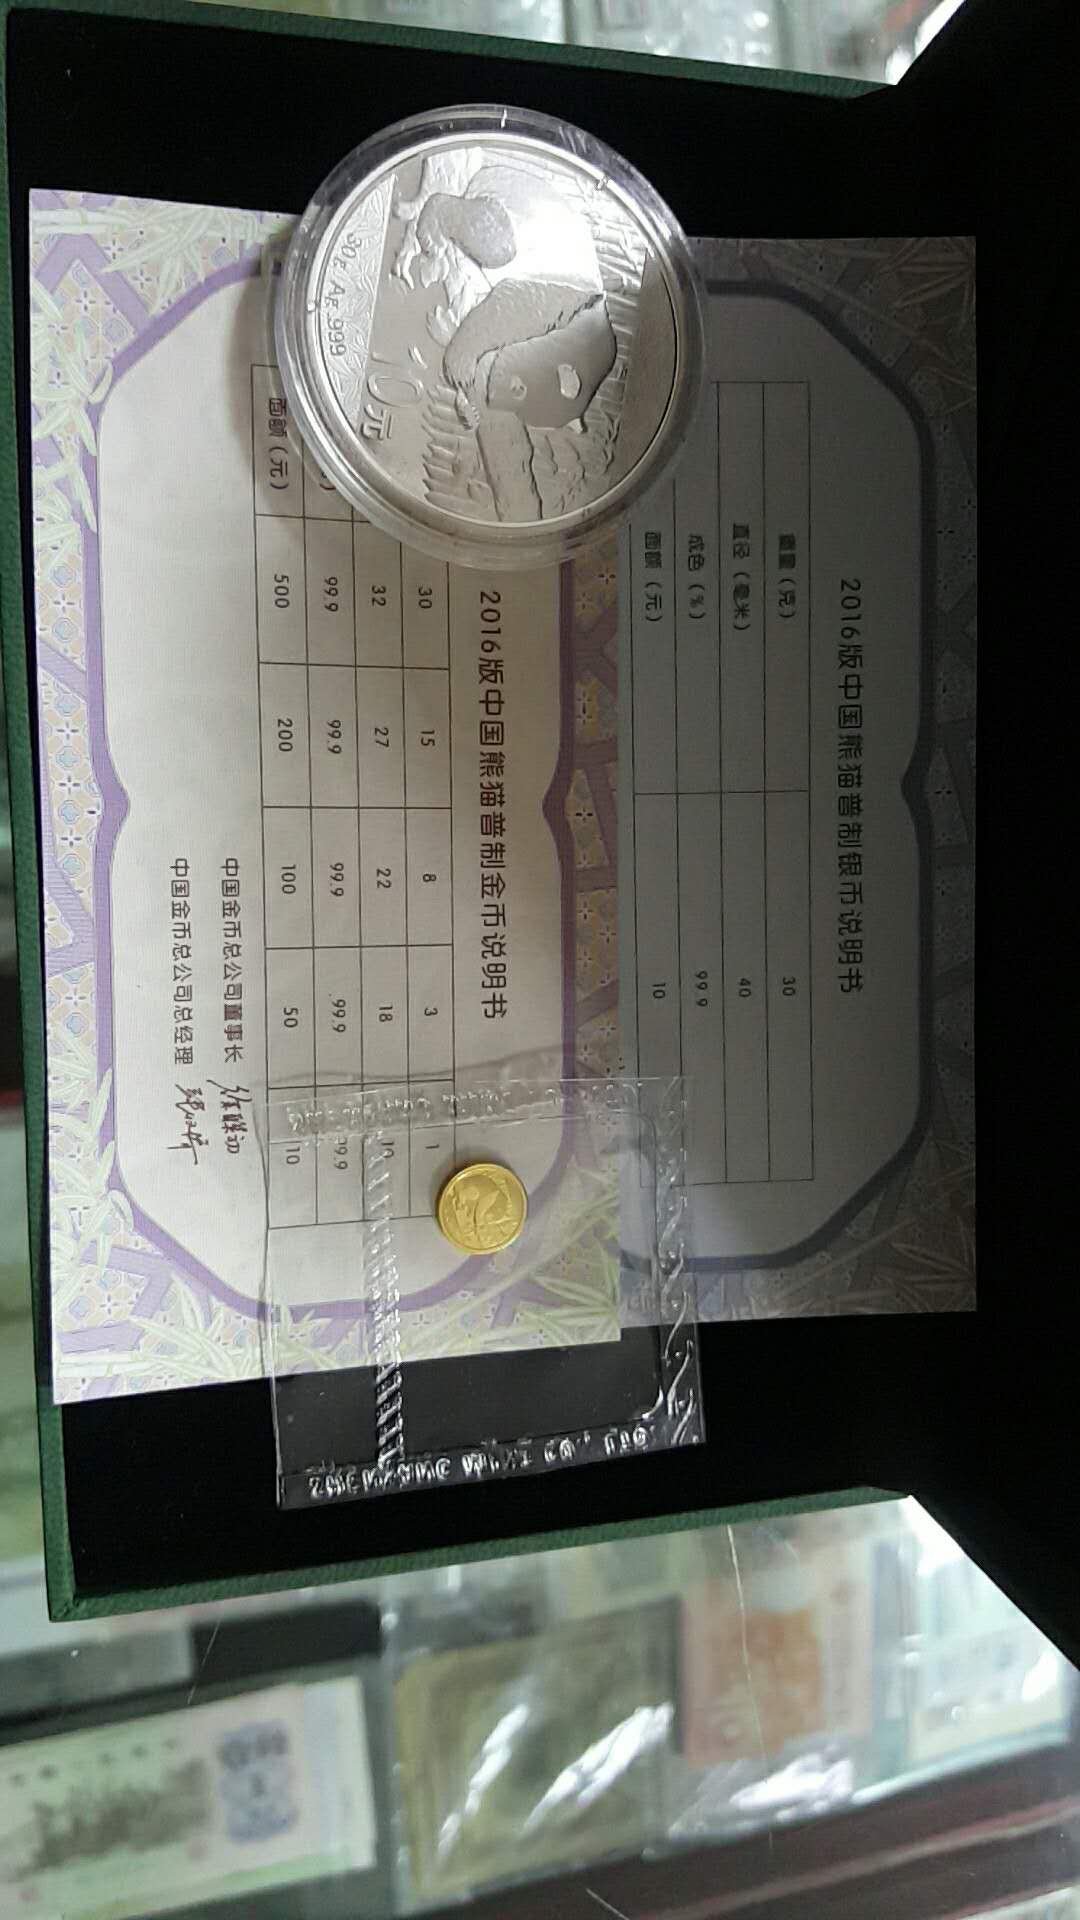 30g Ag .999
10元
2016版中国熊猫普制银币说明书
重量（克） 30
直径（毫米） 40
成色（%） 99.9
面额（元） 10
2016版中国熊猫普制金币说明书
30 15 8 3 1
32 27 22 18 10
99.9 99.9 99.9 99.9 99.9
面额（元） 500 200 100 50 10
中国金币总公司董事长
中国金币总公司总经理